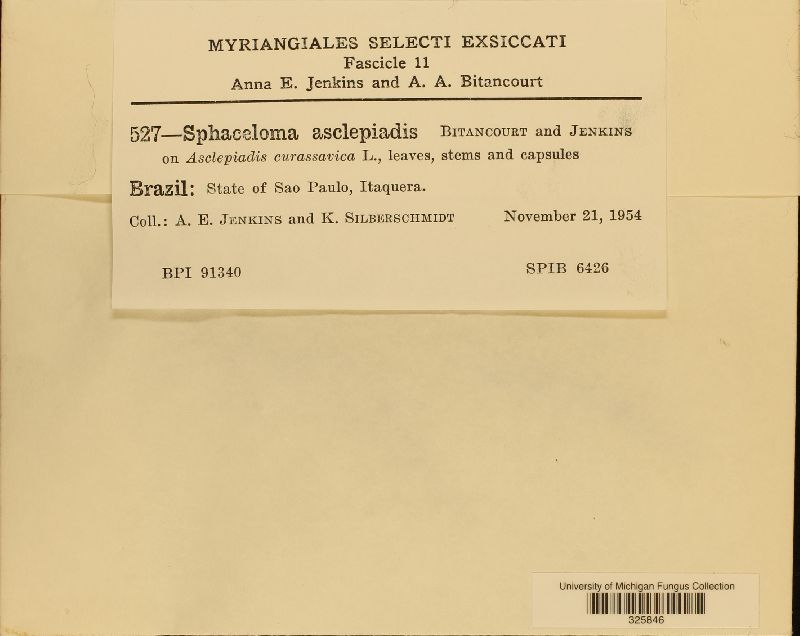 MYRIANGIALES SELECTI EXSICCATI
Fascicle 11
Anna E. Jenkins and A. A. Bitancourt
527—Sphaceloma asclepiadis BITANCOURT and JENKINS
on Asclepiadis curassavica L., leaves, stems and capsules
Brazil: State of Sao Paulo, Itaquera.
Coll.: A. E. JENKINS and K. SILBERSCHMIDT November 21, 1954
BPI 91340 SPIB 6426
University of Michigan Fungus Collection
325846